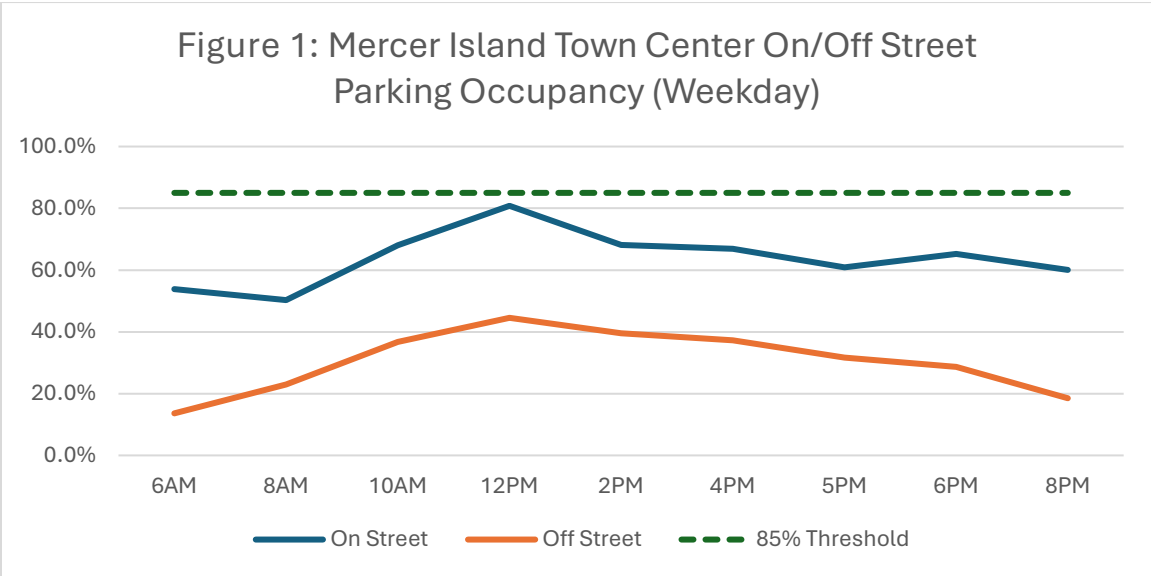 Figure 1: Mercer Island Town Center On/Off Street
Parking Occupancy (Weekday)
100.0%
80.0%
60.0%
40.0%
20.0%
0.0%
6AM 8AM 10AM 12PM 2PM 4PM 5PM 6PM 8PM
On Street Off Street 85% Threshold